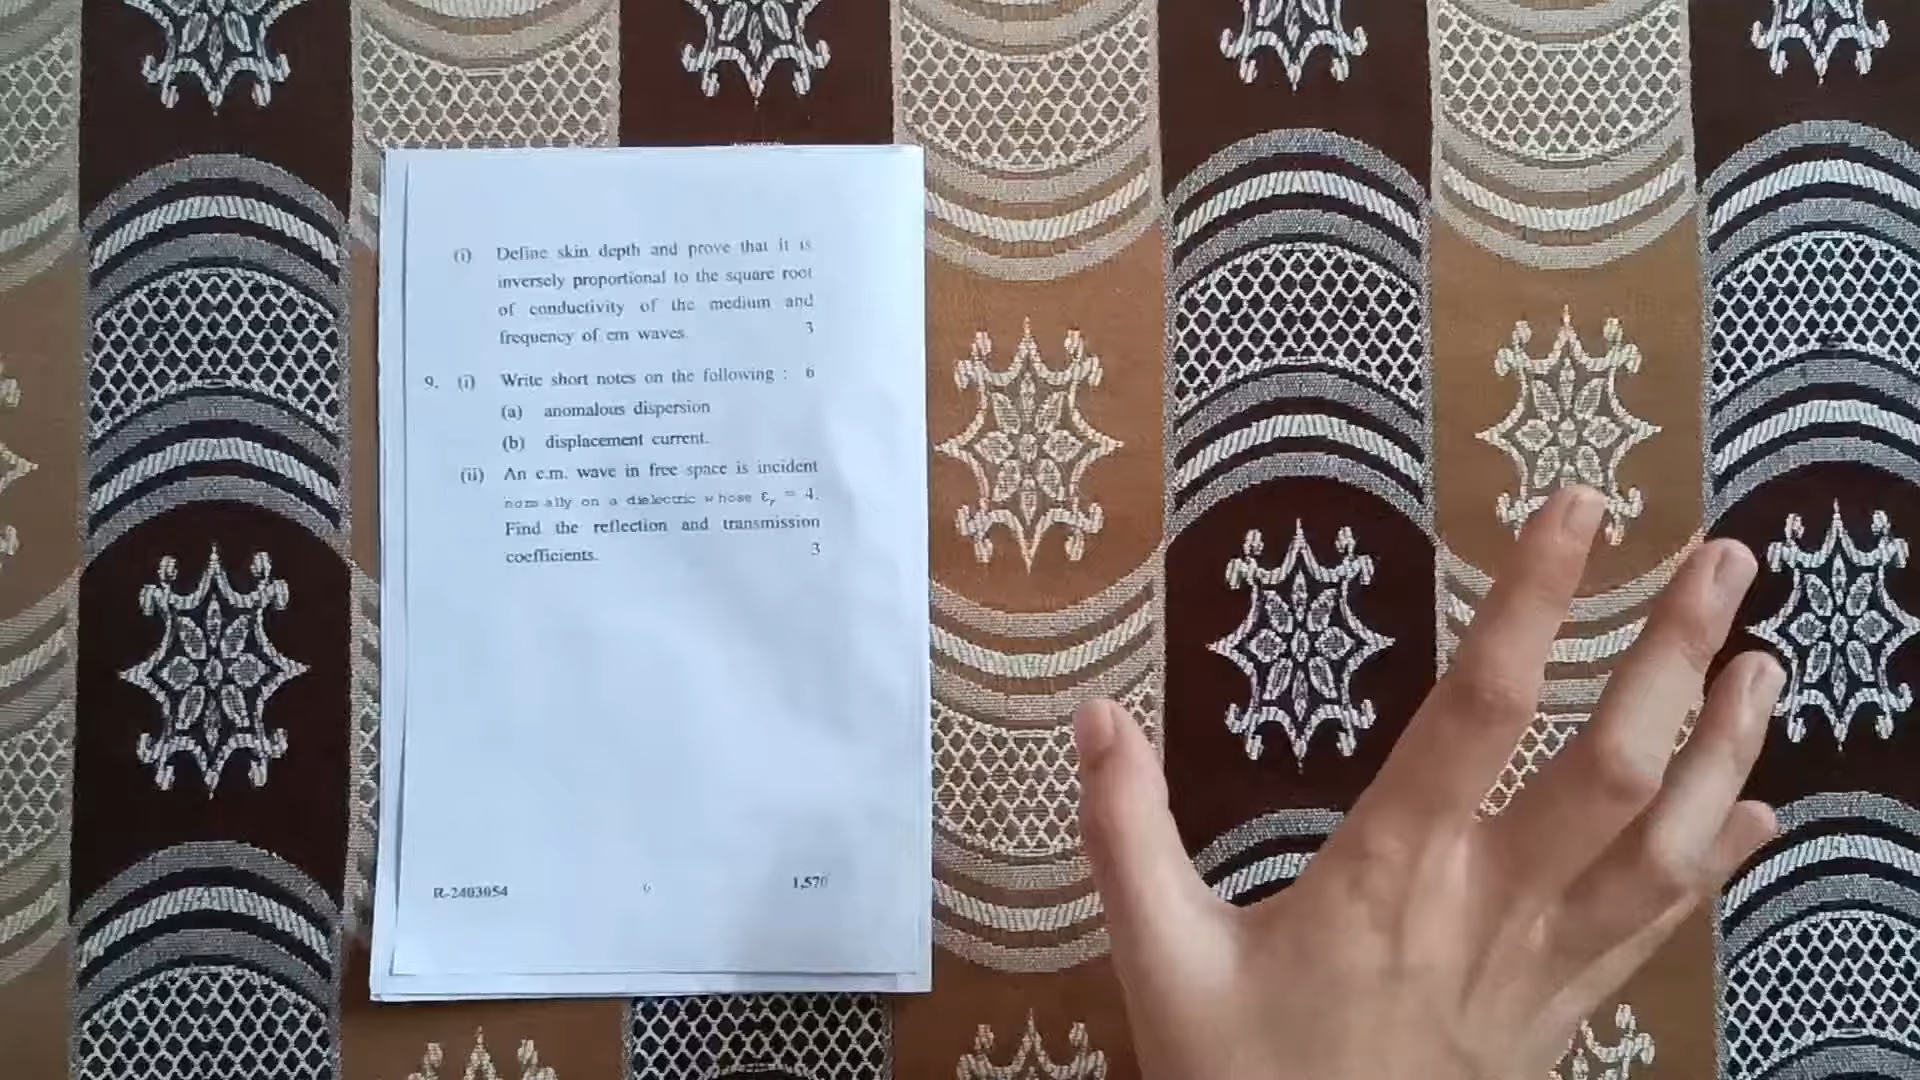 (i) Define skin depth and prove that it is
inversely proportional to the square root
of conductivity of the medium and
frequency of em waves. 3
9. (i) Write short notes on the following : 6
(a) anomalous dispersion
(b) displacement current.
(ii) An e.m. wave in free space is incident
normally on a dielectric whose εᵣ = 4.
Find the reflection and transmission
coefficients. 3
R-2403054 1,570